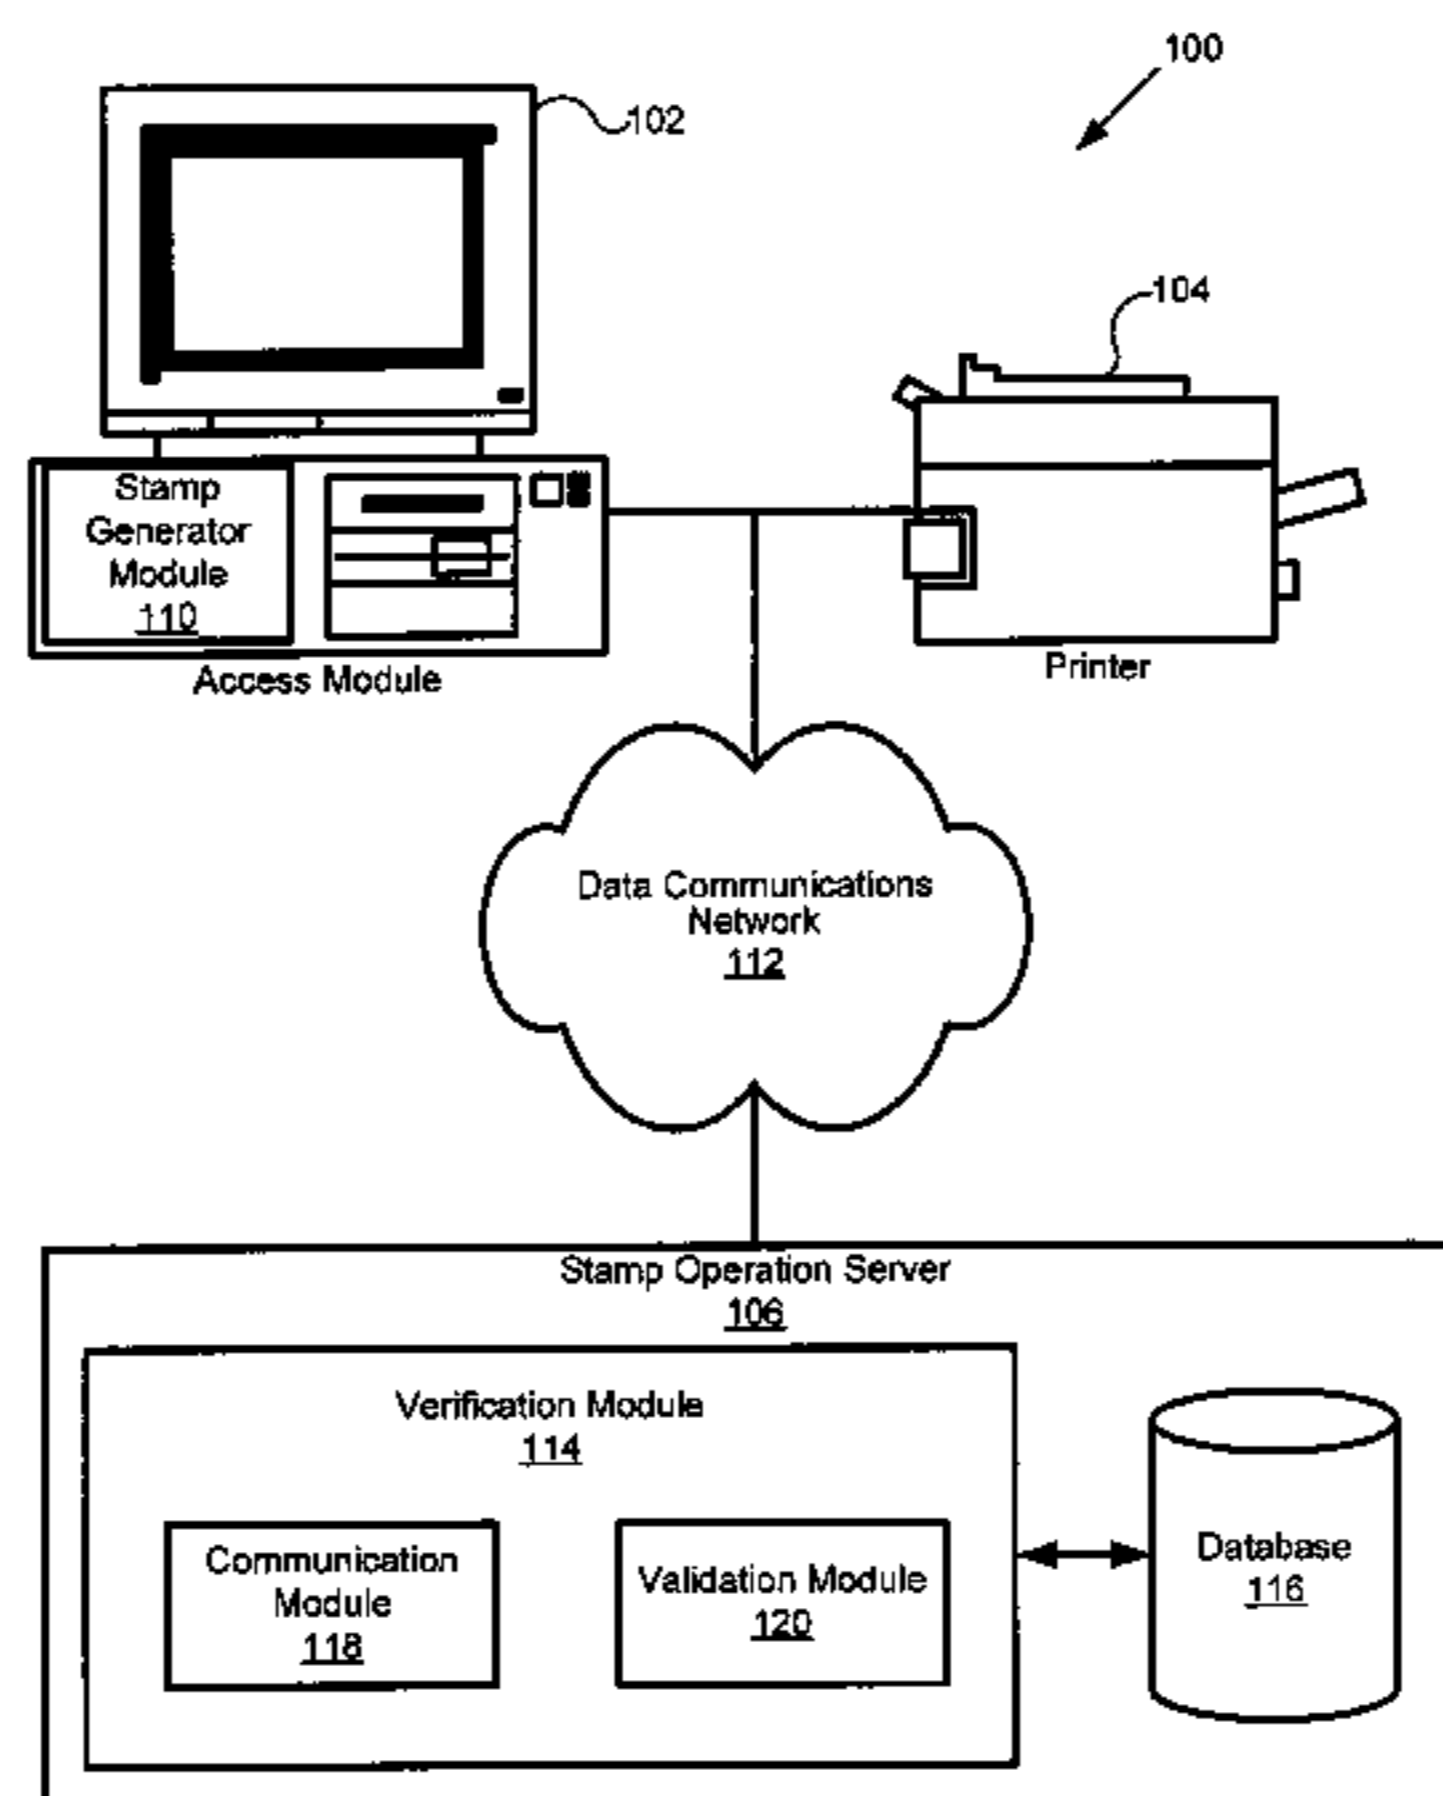 100
102
104
Stamp
Generator
Module
110
Access Module
Printer
Data Communications
Network
112
Stamp Operation Server
106
Verification Module
114
Communication
Module
118
Validation Module
120
Database
116